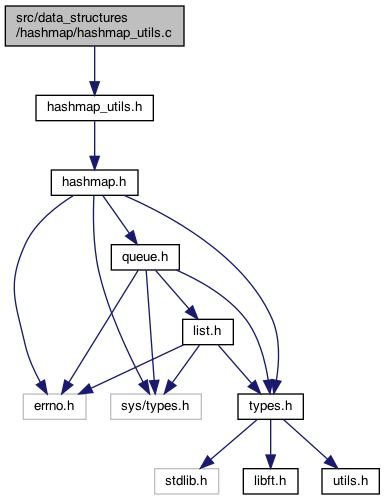 src/data_structures
/hashmap/hashmap_utils.c
hashmap_utils.h
hashmap.h
queue.h
list.h
errno.h
sys/types.h
types.h
stdlib.h
libft.h
utils.h